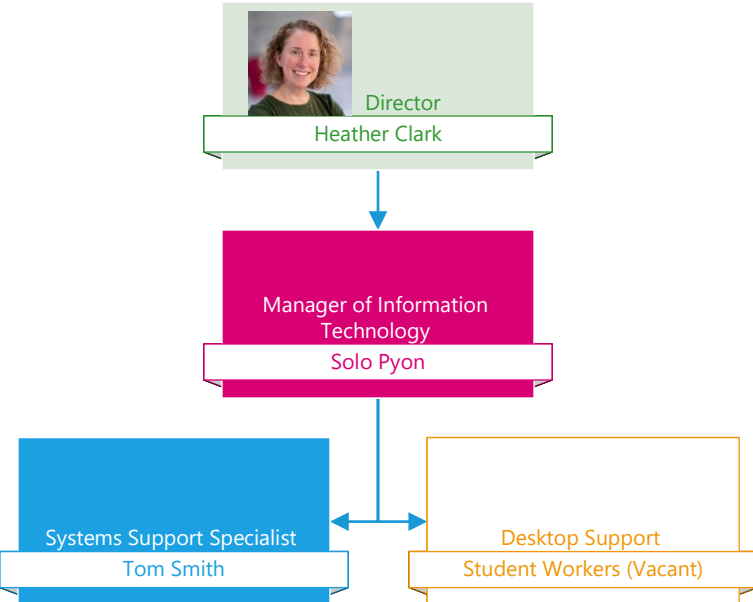 Director
Heather Clark
Manager of Information
Technology
Solo Pyon
Systems Support Specialist
Tom Smith
Desktop Support
Student Workers (Vacant)